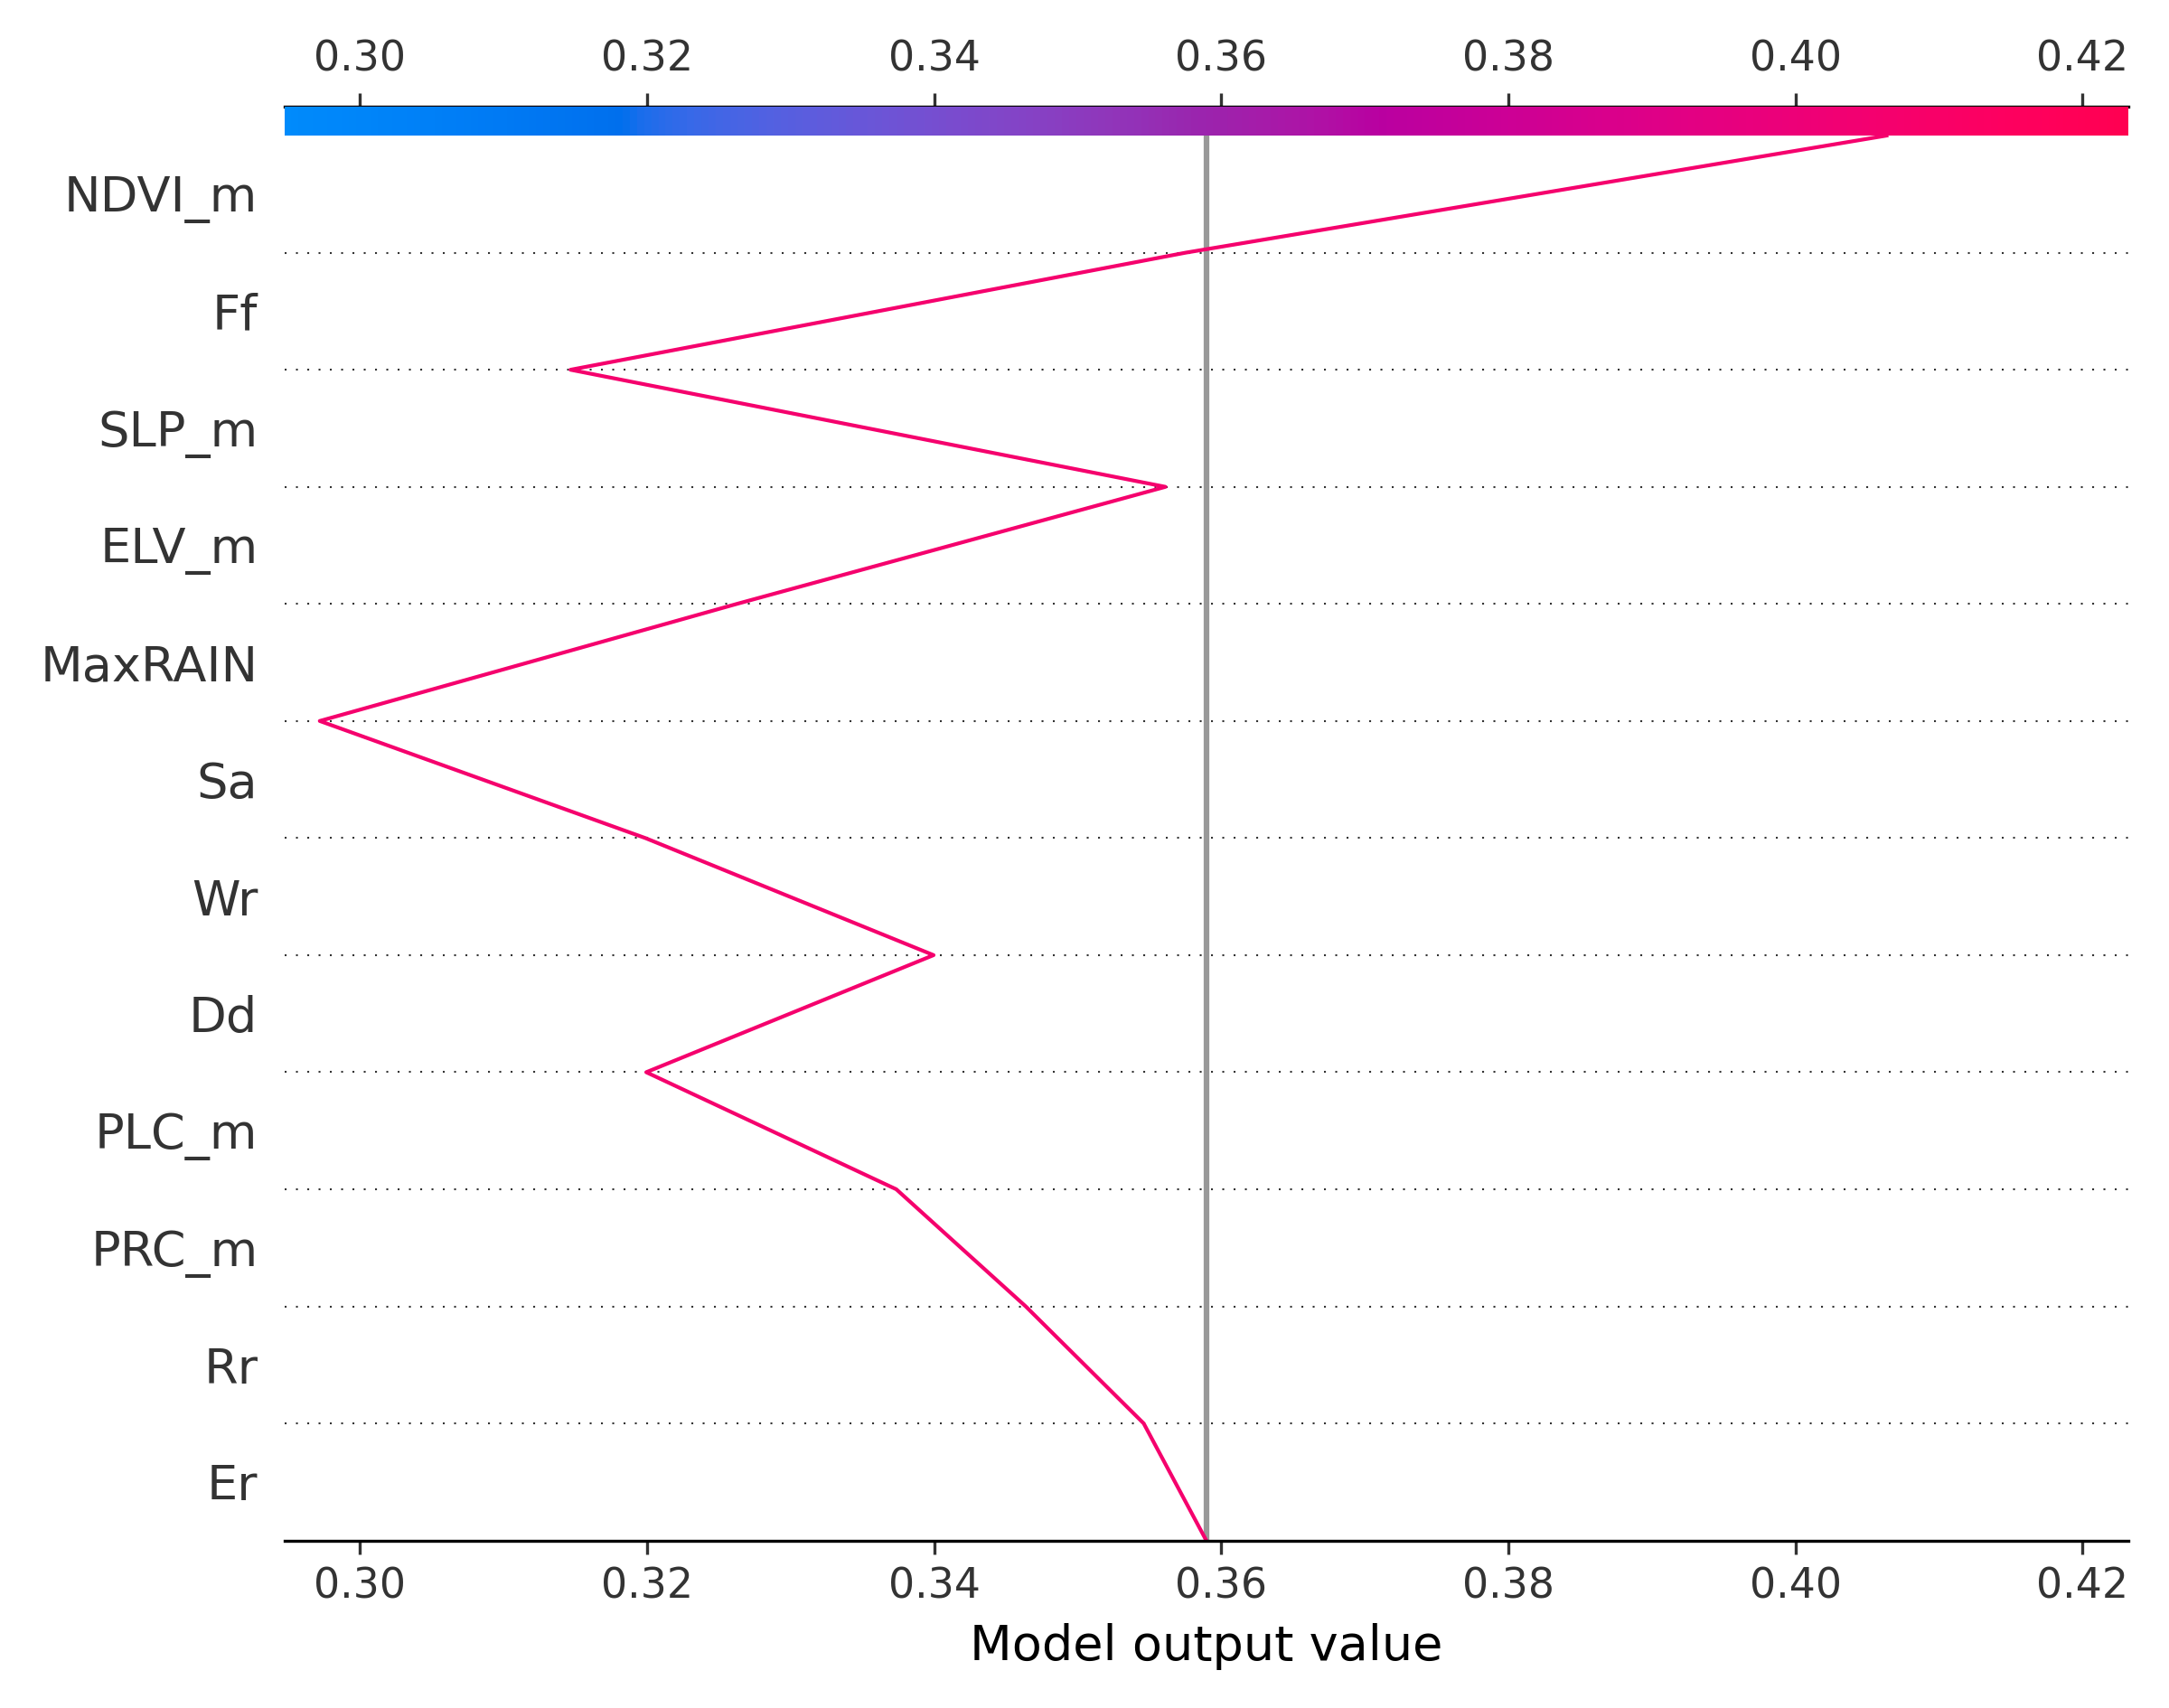 0.30 0.32 0.34 0.36 0.38 0.40 0.42
NDVI_m
Ff
SLP_m
ELV_m
MaxRAIN
Sa
Wr
Dd
PLC_m
PRC_m
Rr
Er
0.30 0.32 0.34 0.36 0.38 0.40 0.42
Model output value